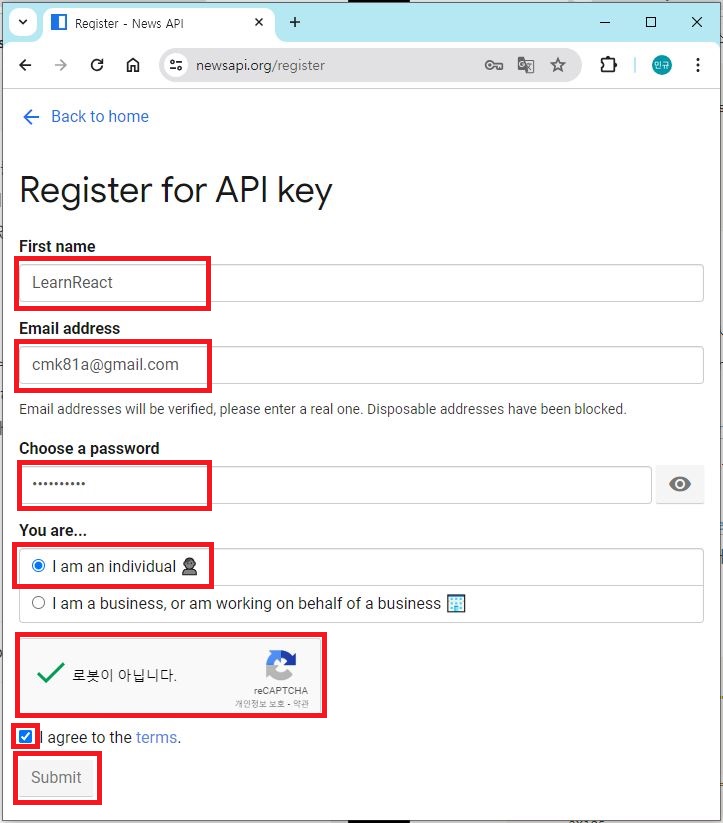 Register - News API
newsapi.org/register
인규
Back to home
Register for API key
First name
LearnReact
Email address
cmk81a@gmail.com
Email addresses will be verified, please enter a real one. Disposable addresses have been blocked.
Choose a password
••••••••••
You are...
I am an individual
I am a business, or am working on behalf of a business
로봇이 아닙니다.
reCAPTCHA
개인정보 보호 - 약관
I agree to the terms.
Submit